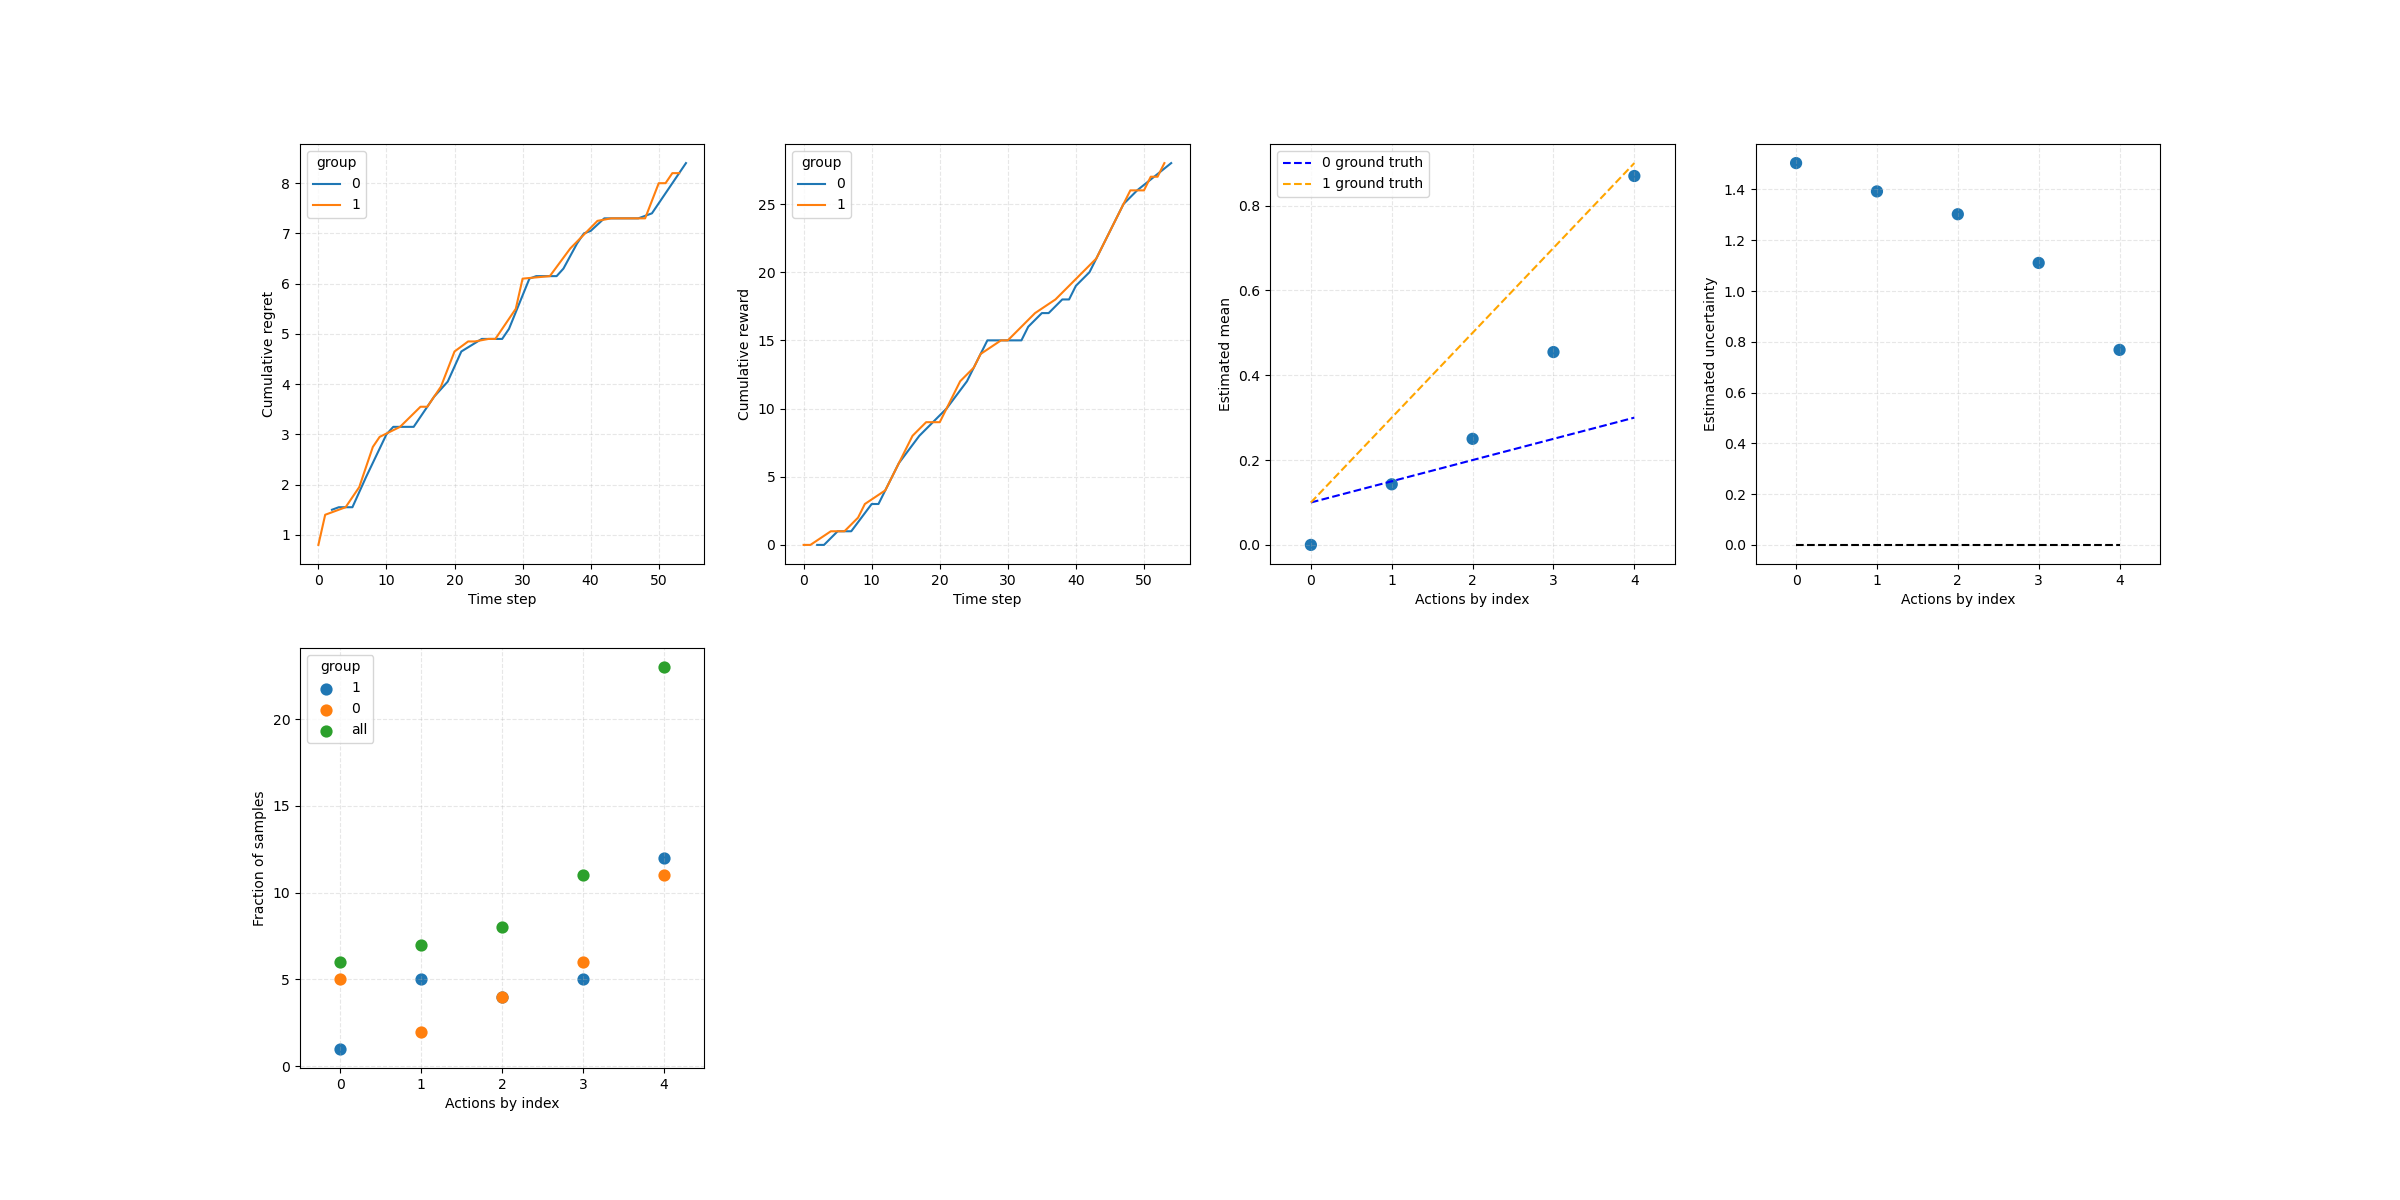 group
0
1
8
7
6
5
4
3
2
1
Cumulative regret
0 10 20 30 40 50
Time step
group
0
1
25
20
15
10
5
0
Cumulative reward
0 10 20 30 40 50
Time step
0 ground truth
1 ground truth
0.8
0.6
0.4
0.2
0.0
Estimated mean
0 1 2 3 4
Actions by index
1.4
1.2
1.0
0.8
0.6
0.4
0.2
0.0
Estimated uncertainty
0 1 2 3 4
Actions by index
group
1
0
all
20
15
10
5
0
Fraction of samples
0 1 2 3 4
Actions by index